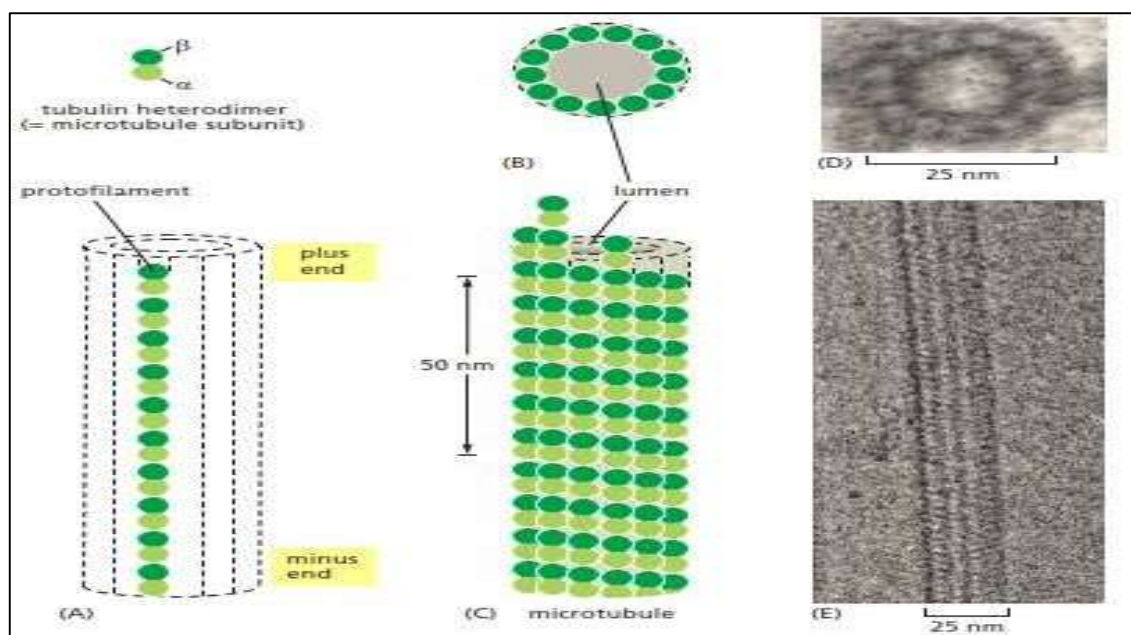 β
α
tubulin heterodimer
(= microtubule subunit)
protofilament
plus
end
minus
end
(A)
(B)
lumen
50 nm
(C)
microtubule
(D)
25 nm
(E)
25 nm